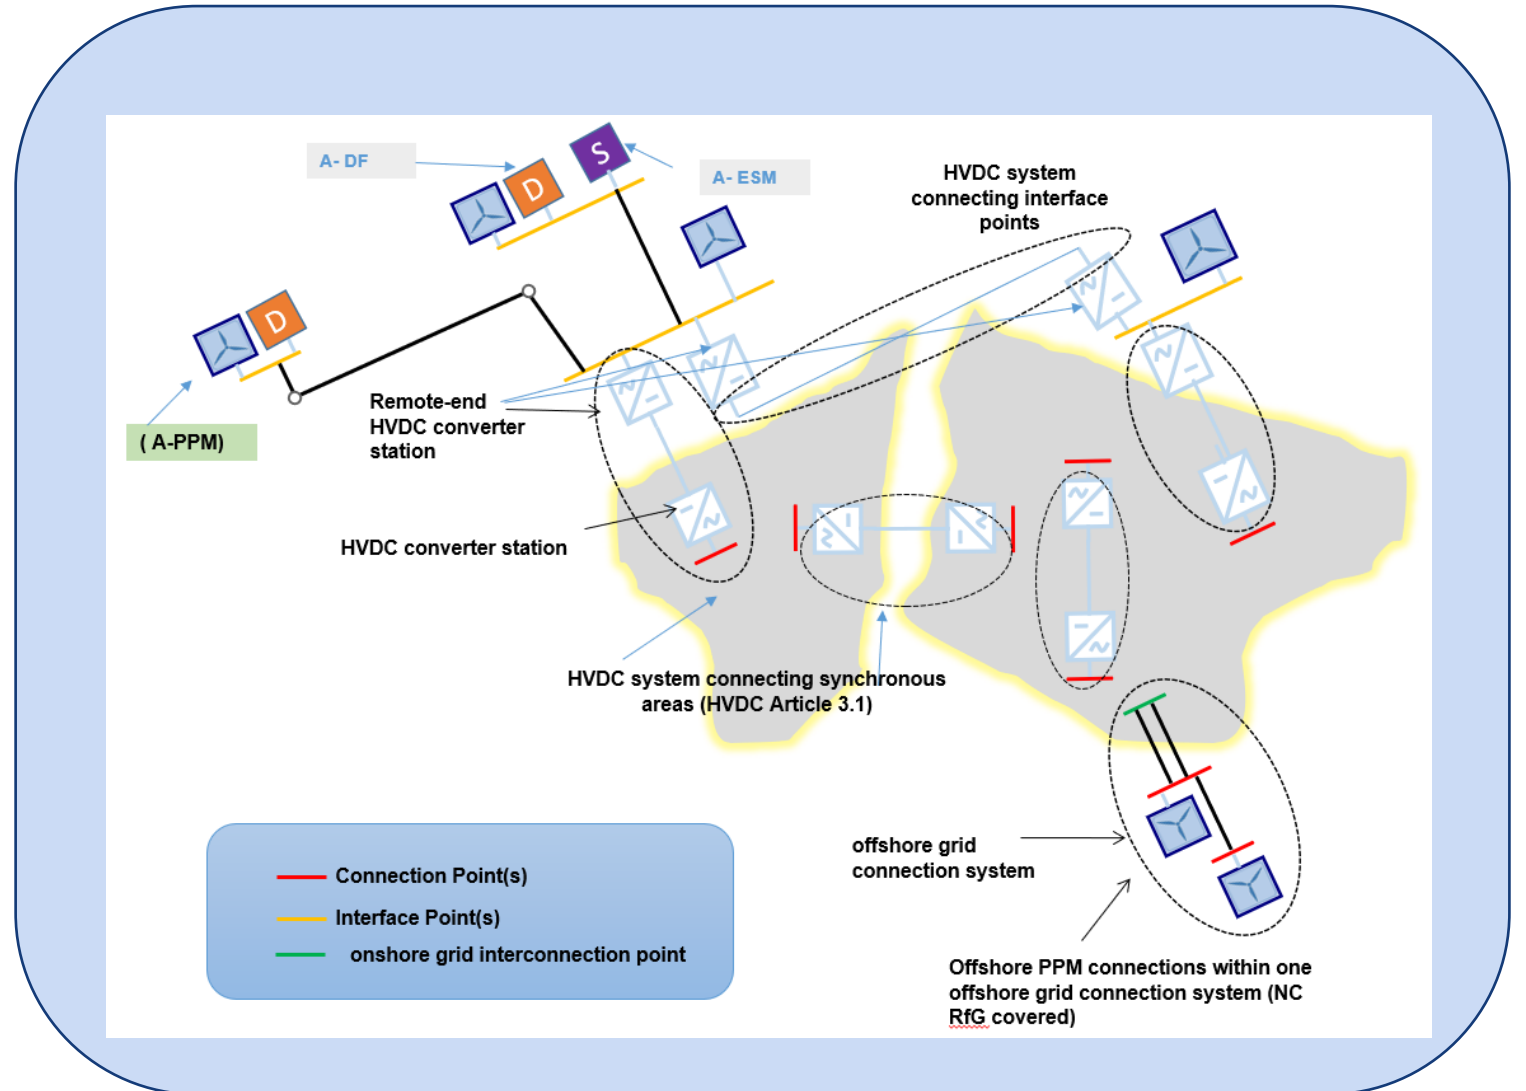 A- DF
S
D
A- ESM
HVDC system
connecting interface
points
D
Remote-end
HVDC converter
station
( A-PPM)
HVDC converter station
HVDC system connecting synchronous
areas (HVDC Article 3.1)
offshore grid
connection system
Connection Point(s)
Interface Point(s)
onshore grid interconnection point
Offshore PPM connections within one
offshore grid connection system (NC
RfG covered)